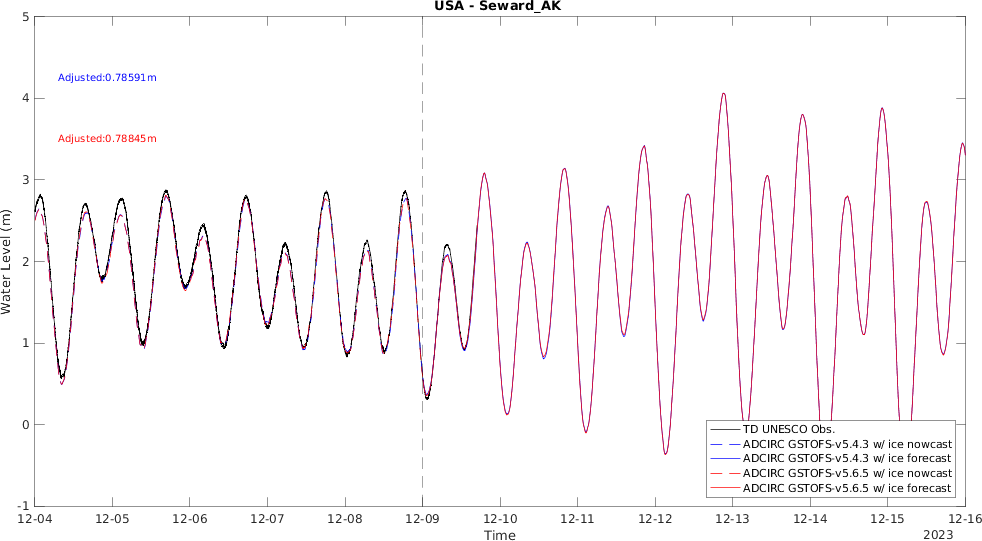 USA - Seward_AK
5
Adjusted:0.78591m
4
Adjusted:0.78845m
3
2
1
0
-1
Water Level (m)
TD UNESCO Obs.
ADCIRC GSTOFS-v5.4.3 w/ ice nowcast
ADCIRC GSTOFS-v5.4.3 w/ ice forecast
ADCIRC GSTOFS-v5.6.5 w/ ice nowcast
ADCIRC GSTOFS-v5.6.5 w/ ice forecast
12-04 12-05 12-06 12-07 12-08 12-09 12-10 12-11 12-12 12-13 12-14 12-15 12-16
Time
2023